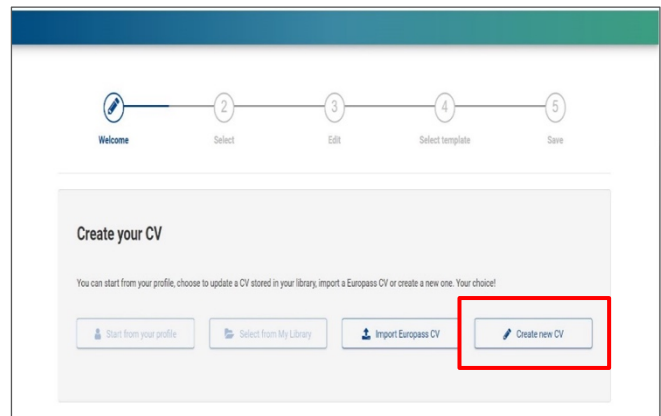 2 3 4 5
Welcome Select Edit Select template Save
Create your CV
You can start from your profile, choose to update a CV stored in your library, import a Europass CV or create a new one. Your choice!
Start from your profile Select from My Library Import Europass CV Create new CV